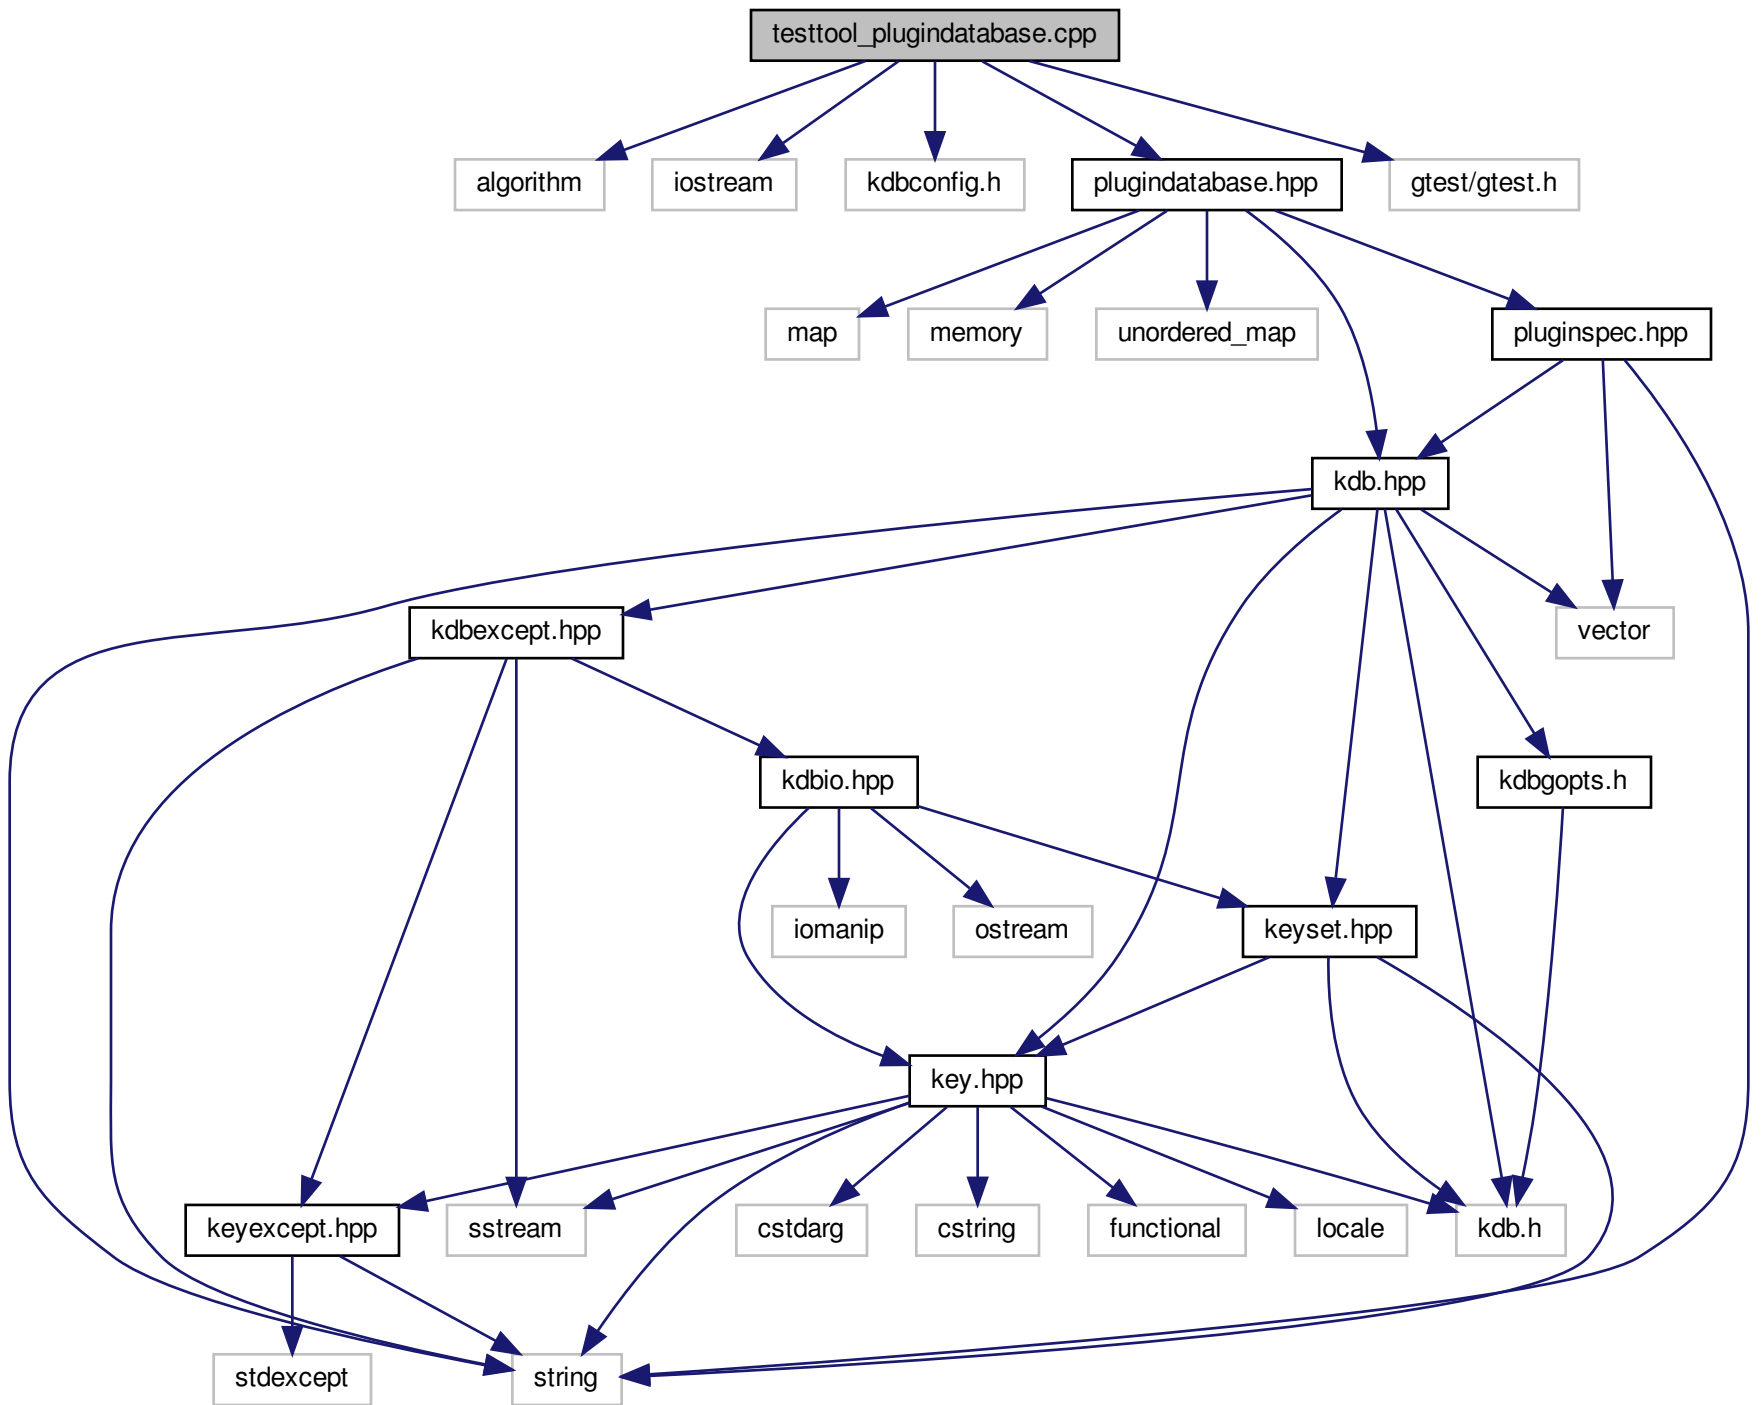 testtool_plugindatabase.cpp
algorithm
iostream
kdbconfig.h
plugindatabase.hpp
gtest/gtest.h
map
memory
unordered_map
pluginspec.hpp
kdb.hpp
kdbexcept.hpp
vector
kdbio.hpp
kdbgopts.h
iomanip
ostream
keyset.hpp
key.hpp
keyexcept.hpp
sstream
cstdarg
cstring
functional
locale
kdb.h
stdexcept
string